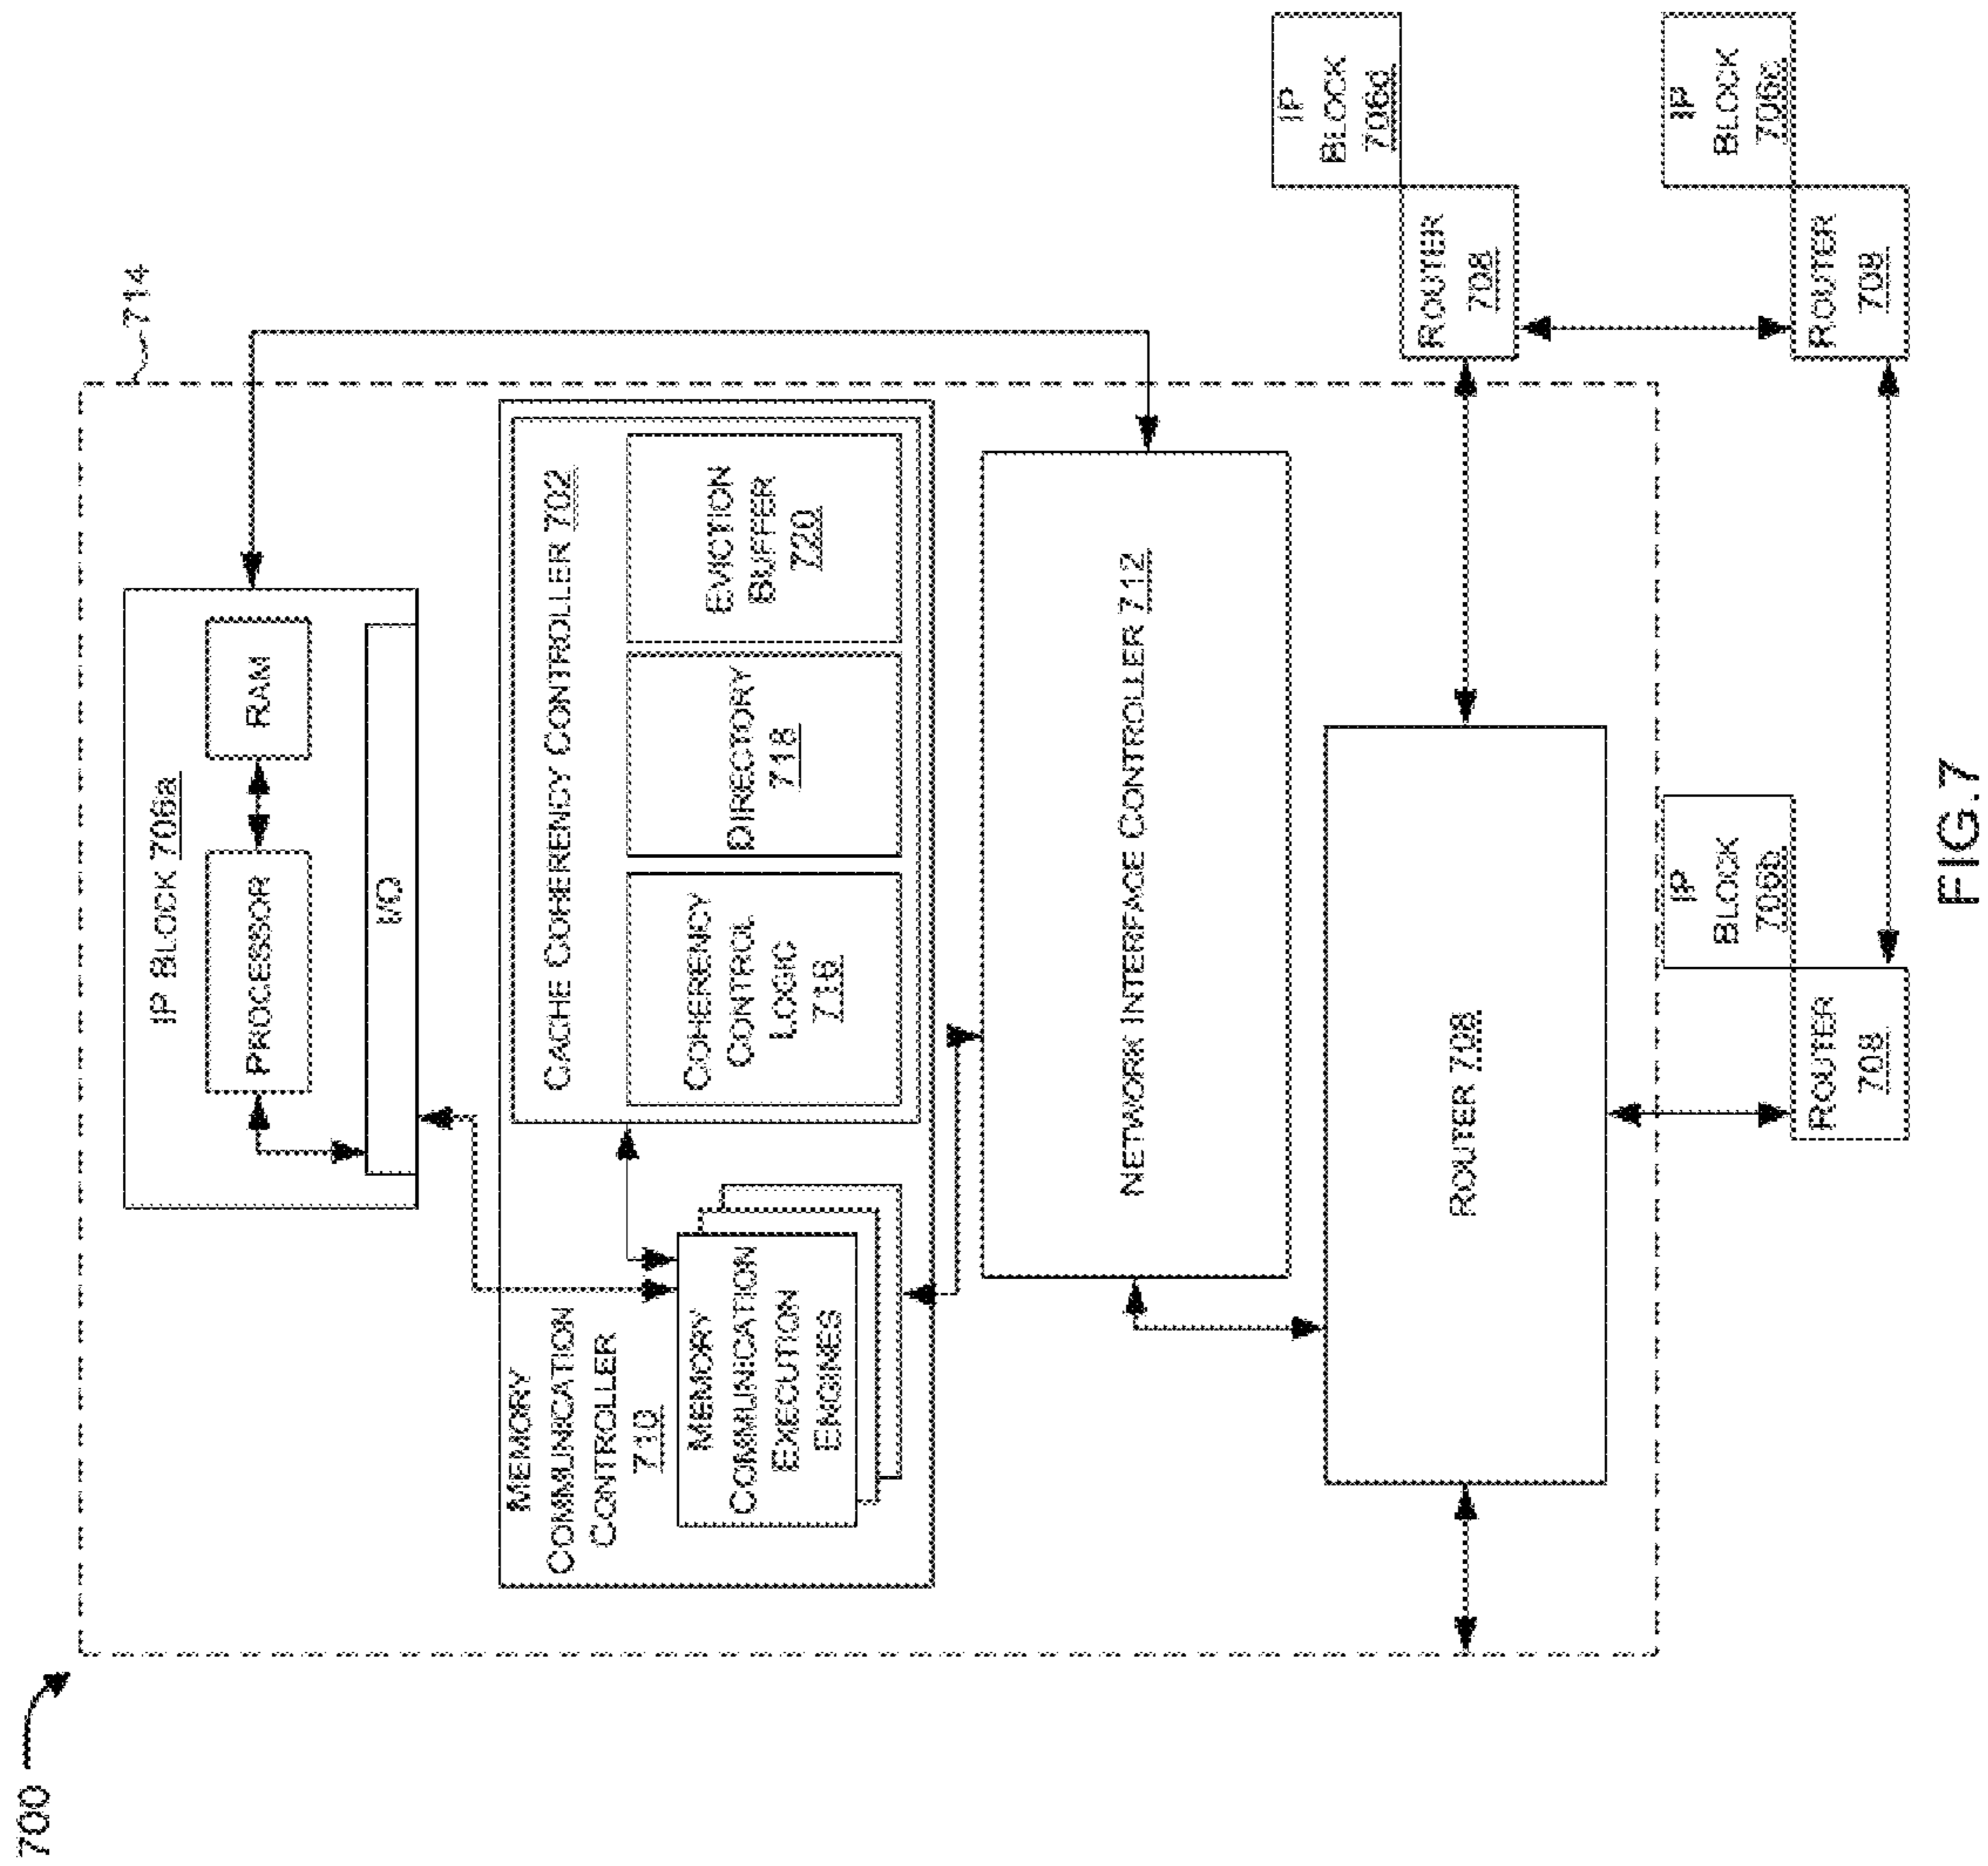 700
714
IP BLOCK 706a
PROCESSOR
RAM
I/O
MEMORY
COMMUNICATION
CONTROLLER
710
MEMORY
COMMUNICATION
EXECUTION
ENGINES
CACHE COHERENCY CONTROLLER 702
COHERENCY
CONTROL
LOGIC
716
DIRECTORY
718
EVICTION
BUFFER
720
NETWORK INTERFACE CONTROLLER 712
ROUTER 708
IP
BLOCK
706d
ROUTER
708
IP
BLOCK
706b
ROUTER
708
IP
BLOCK
706c
ROUTER
708
FIG.7